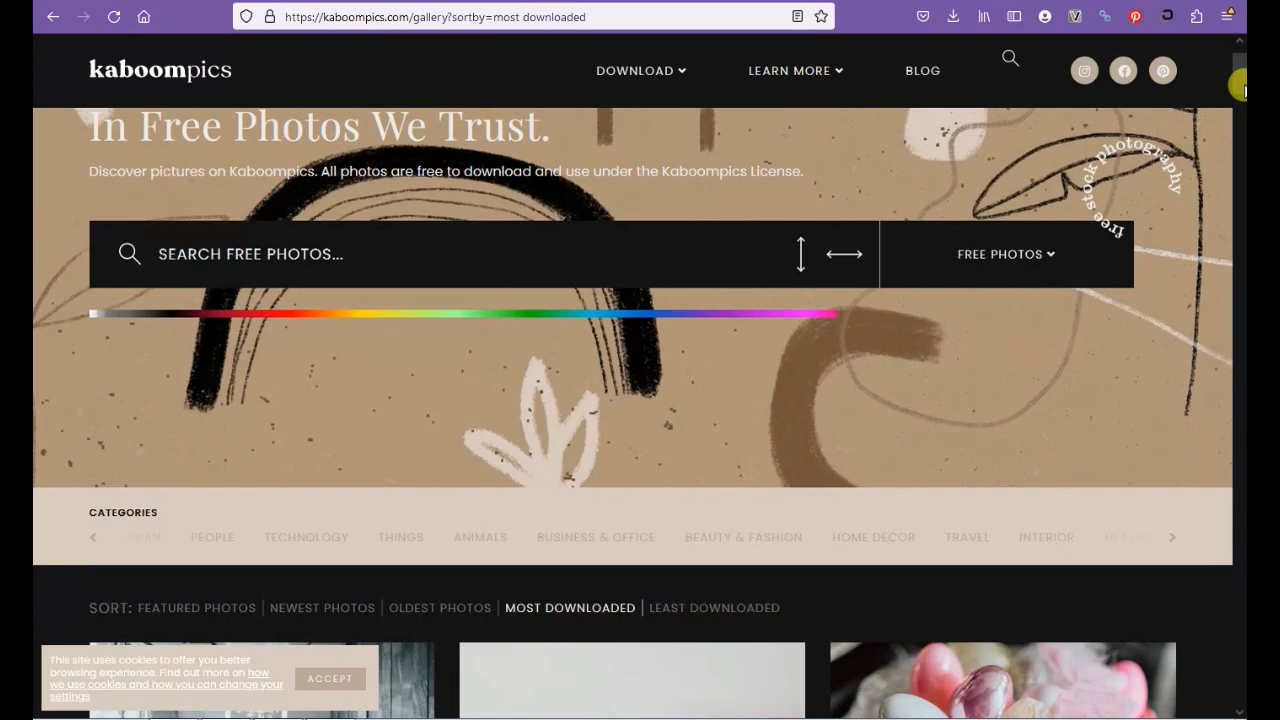 https://kaboompics.com/gallery?sortby=most downloaded
kaboompics
DOWNLOAD
LEARN MORE
BLOG
In Free Photos We Trust.
Discover pictures on Kaboompics. All photos are free to download and use under the Kaboompics License.
free stock photography
SEARCH FREE PHOTOS...
FREE PHOTOS
CATEGORIES
PEOPLE TECHNOLOGY THINGS ANIMALS BUSINESS & OFFICE BEAUTY & FASHION HOME DECOR TRAVEL INTERIOR
SORT: FEATURED PHOTOS | NEWEST PHOTOS | OLDEST PHOTOS | MOST DOWNLOADED | LEAST DOWNLOADED
This site uses cookies to offer you better
browsing experience. Find out more on how
we use cookies and how you can change your
settings
ACCEPT